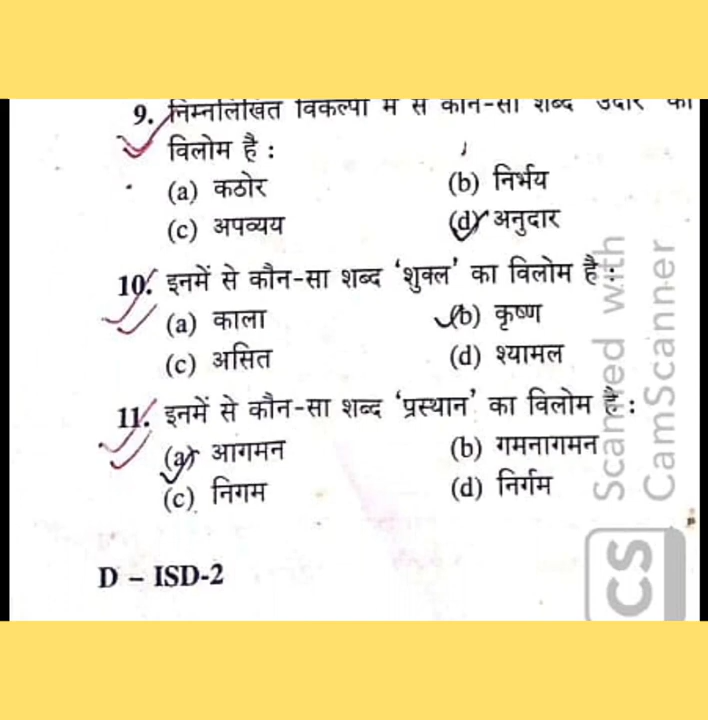 9. निम्नलिखित विकल्पों में से कौन-सा शब्द 'उदार' का
विलोम है :
(a) कठोर (b) निर्भय
(c) अपव्यय (d) अनुदार
10. इनमें से कौन-सा शब्द 'शुक्ल' का विलोम है :
(a) काला (b) कृष्ण
(c) असित (d) श्यामल
11. इनमें से कौन-सा शब्द 'प्रस्थान' का विलोम है :
(a) आगमन (b) गमनागमन
(c) निगम (d) निर्गम
D – ISD-2
CS Scanned with
CamScanner